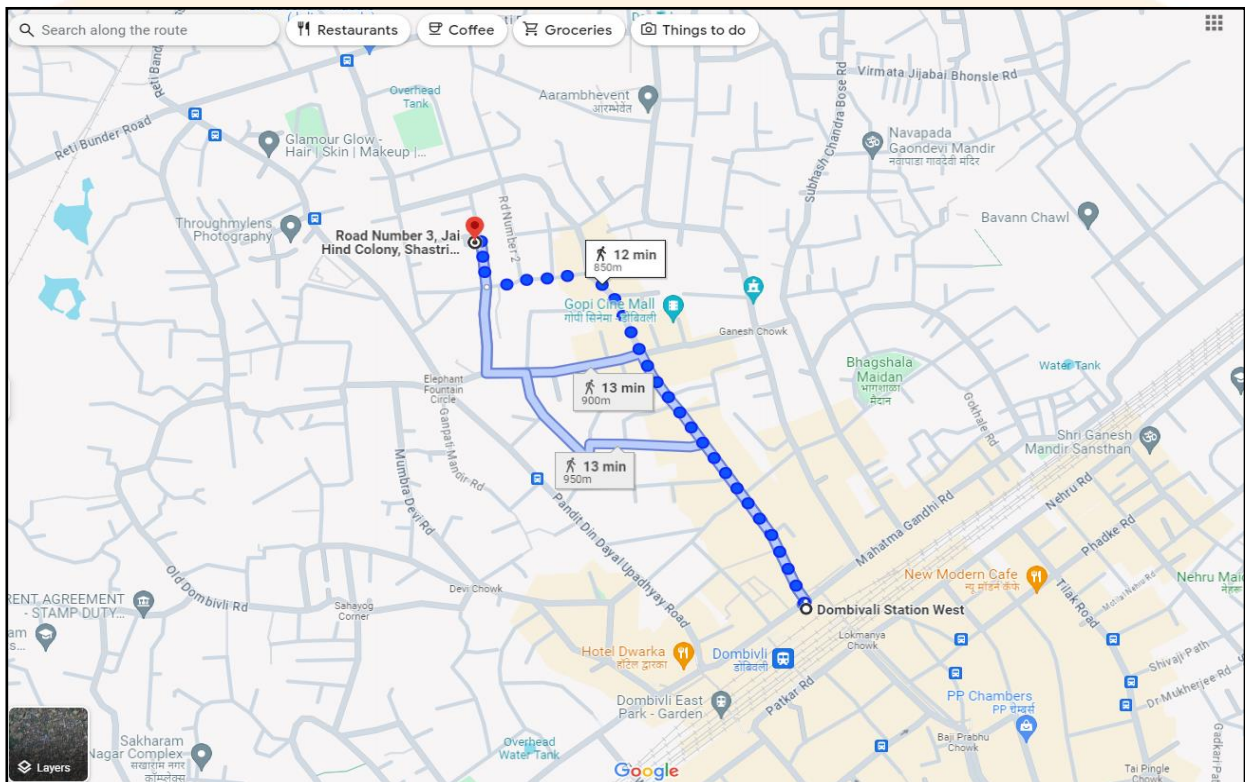 Search along the route
Restaurants
Coffee
Groceries
Things to do
Virmata Jijabai Bhonsle Rd
Overhead
Tank
Aarambhevent
आरम्भेवेंत
Reti Bunder Road
Glamour Glow -
Hair | Skin | Makeup |...
Subhash Chandra Bose Rd
Navapada
Gaondevi Mandir
नवापाडा गावदेवी मंदिर
Throughmylens
Photography
Road Number 3, Jai
Hind Colony, Shastri...
Rd Number 2
Bavann Chawl
12 min
850m
Gopi Cine Mall
गोपी सिनेमा - डोंबिवली
Ganesh Chowk
Bhagshala
Maidan
भागशाळा
मैदान
Water Tank
Elephant
Fountain
Circle
13 min
900m
Gokhale Rd
Ganpati Mandir Rd
Shri Ganesh
Mandir Sansthan
13 min
950m
Mumbra Devi Rd
Pandit Din Dayal Upadhyay Road
Mahatma Gandhi Rd
Nehru Rd
Phadke Rd
Old Dombivli Rd
Devi Chowk
New Modern Cafe
न्यू मॉडर्न कॅफे
Tilak Road
Motilal Nehru Rd
Nehru Maid
RENT AGREEMENT
- STAMP DUTY...
Sahayog
Corner
Dombivali Station West
Lokmanya
Chowk
Hotel Dwarka
हॉटेल द्वारका
Dombivli
डोंबिवली
Shivaji Path
Patkar Rd
Dombivli East
Park - Garden
PP Chambers
PP चेम्बर्स
Dr Mukherjee Rd
Baji Prabhu
Chowk
Gadkari Pat
Sakharam
Nagar Complex
सखाराम नगर
कॉम्प्लेक्स
Overhead
Water Tank
Tai Pingle
Chowk
Layers
Google